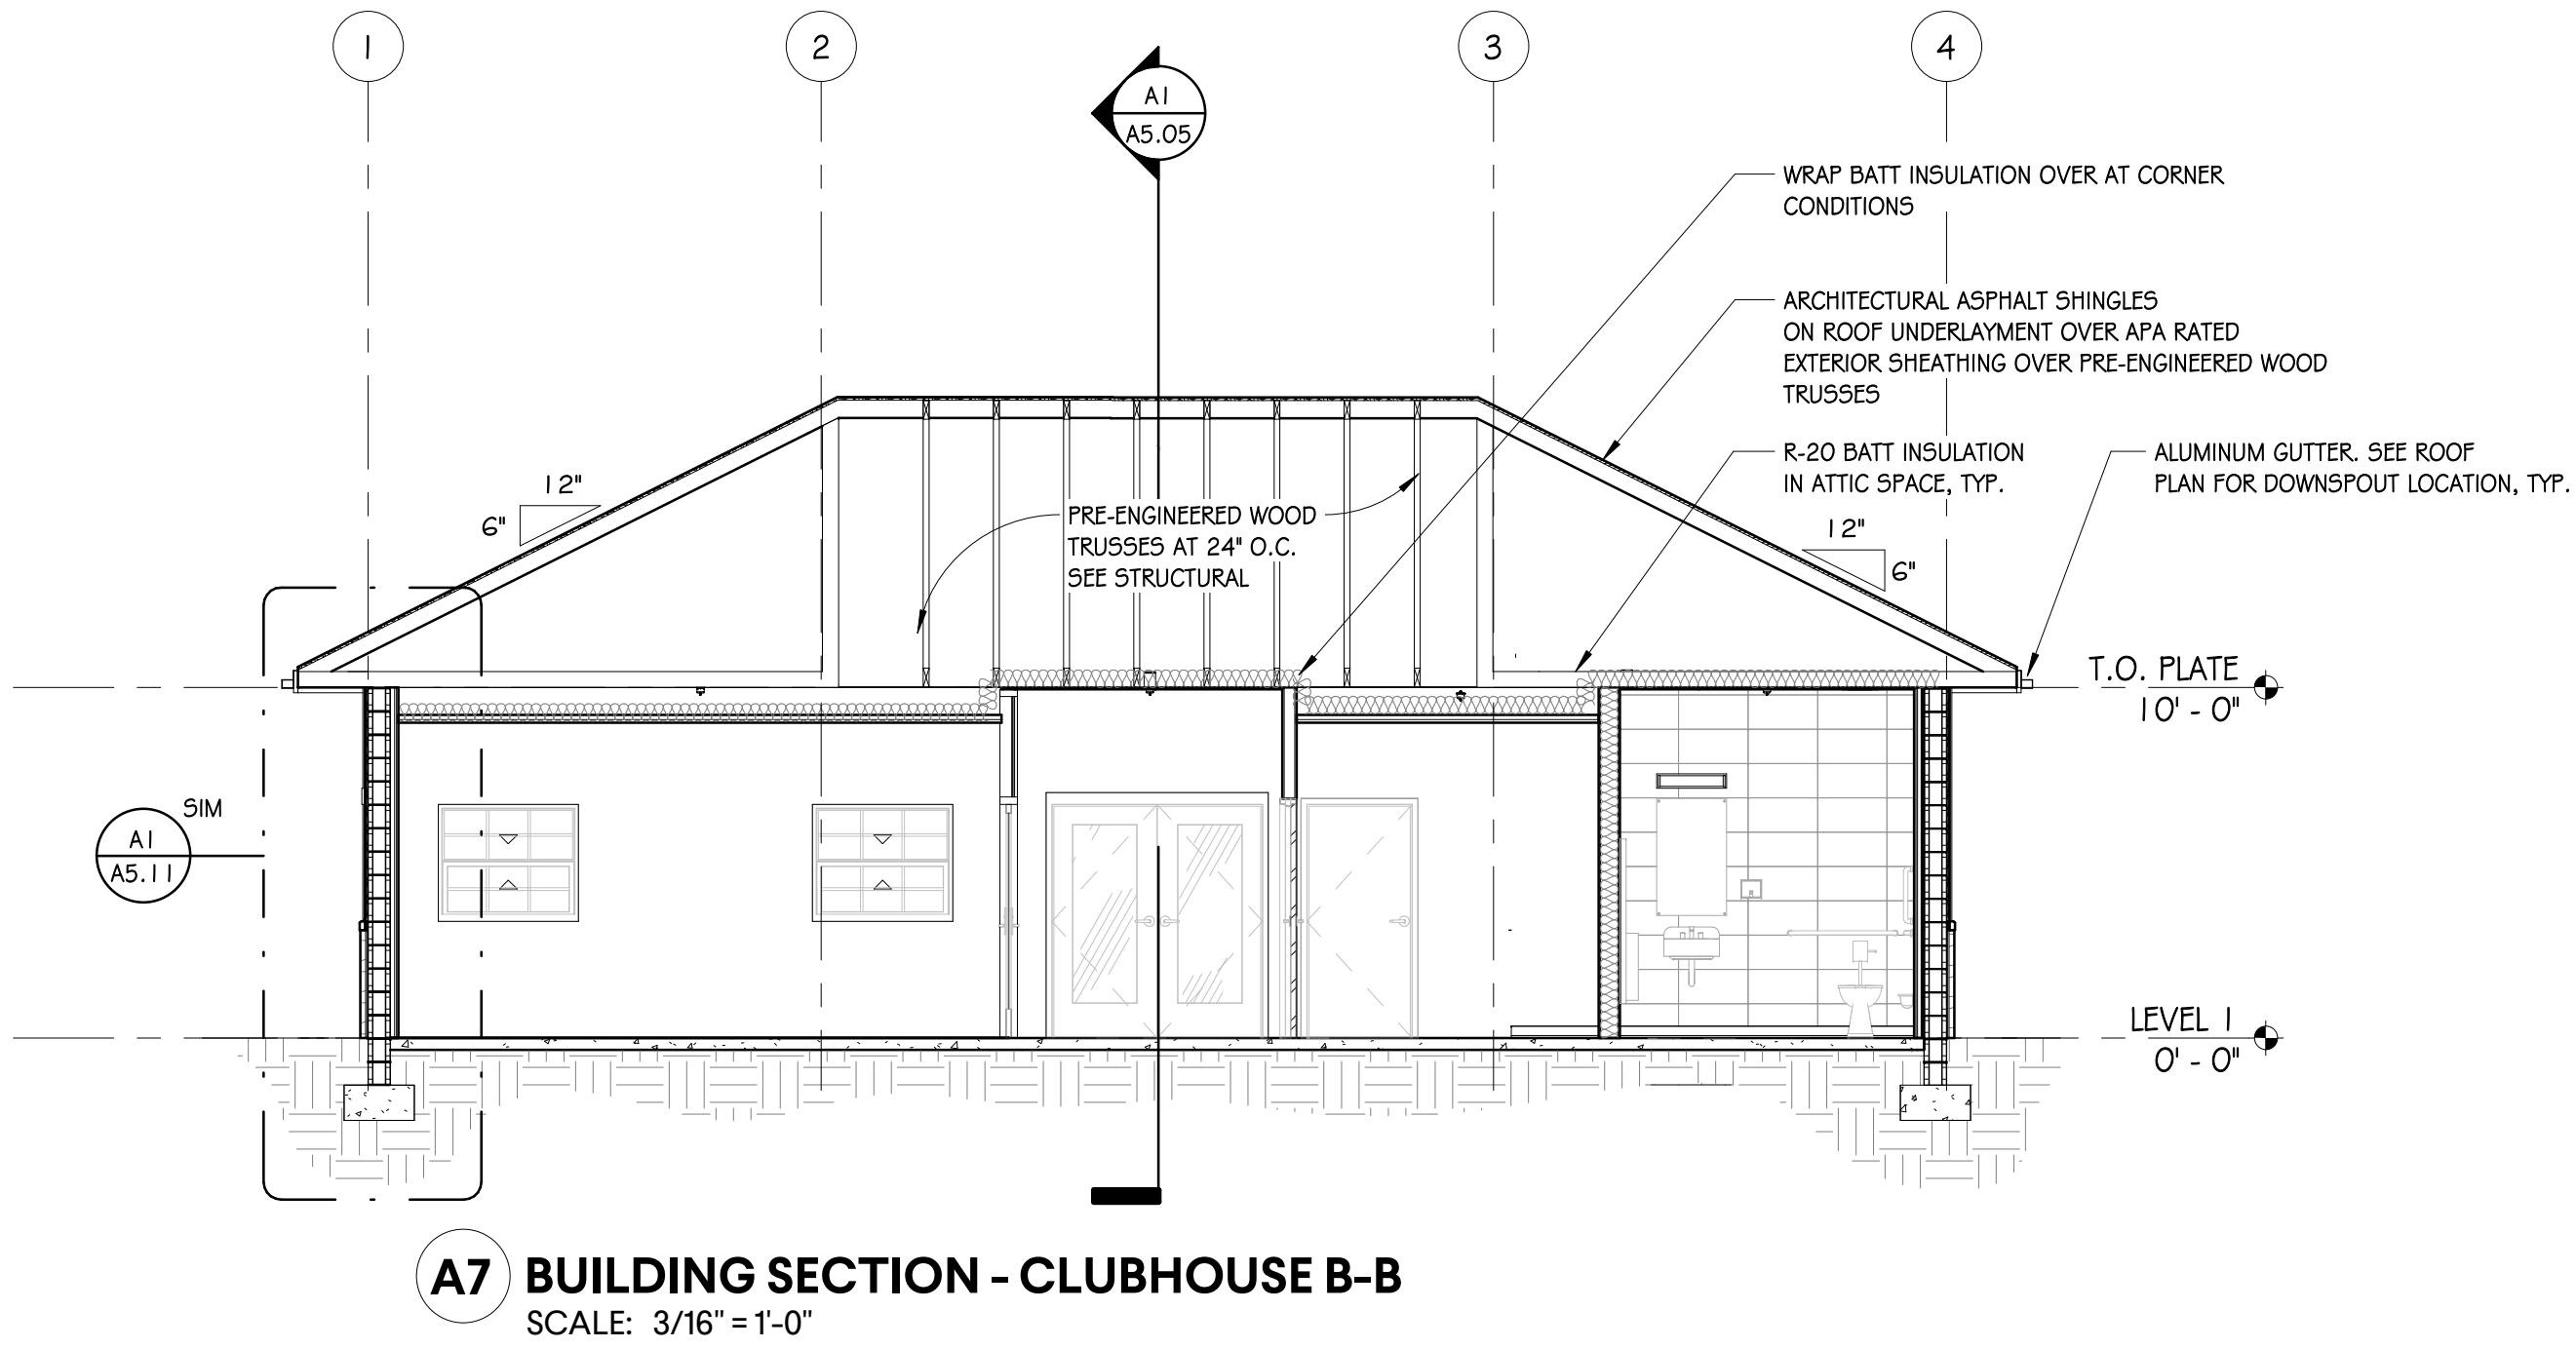 1
2
3
4
A1
A5.05
WRAP BATT INSULATION OVER AT CORNER
CONDITIONS
ARCHITECTURAL ASPHALT SHINGLES
ON ROOF UNDERLAYMENT OVER APA RATED
EXTERIOR SHEATHING OVER PRE-ENGINEERED WOOD
TRUSSES
R-20 BATT INSULATION
IN ATTIC SPACE, TYP.
ALUMINUM GUTTER. SEE ROOF
PLAN FOR DOWNSPOUT LOCATION, TYP.
12"
6"
PRE-ENGINEERED WOOD
TRUSSES AT 24" O.C.
SEE STRUCTURAL
12"
6"
T.O. PLATE
10' - 0"
SIM
A1
A5.11
LEVEL 1
0' - 0"
A7 BUILDING SECTION - CLUBHOUSE B-B
SCALE: 3/16" = 1'-0"